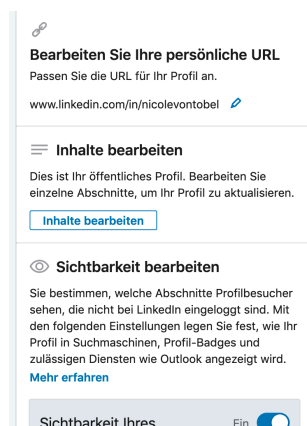 Bearbeiten Sie Ihre persönliche URL
Passen Sie die URL für Ihr Profil an.
www.linkedin.com/in/nicolevontobel
Inhalte bearbeiten
Dies ist Ihr öffentliches Profil. Bearbeiten Sie
einzelne Abschnitte, um Ihr Profil zu aktualisieren.
Inhalte bearbeiten
Sichtbarkeit bearbeiten
Sie bestimmen, welche Abschnitte Profilbesucher
sehen, die nicht bei LinkedIn eingeloggt sind. Mit
den folgenden Einstellungen legen Sie fest, wie Ihr
Profil in Suchmaschinen, Profil-Badges und
zulässigen Diensten wie Outlook angezeigt wird.
Mehr erfahren
Sichtbarkeit Ihres Ein